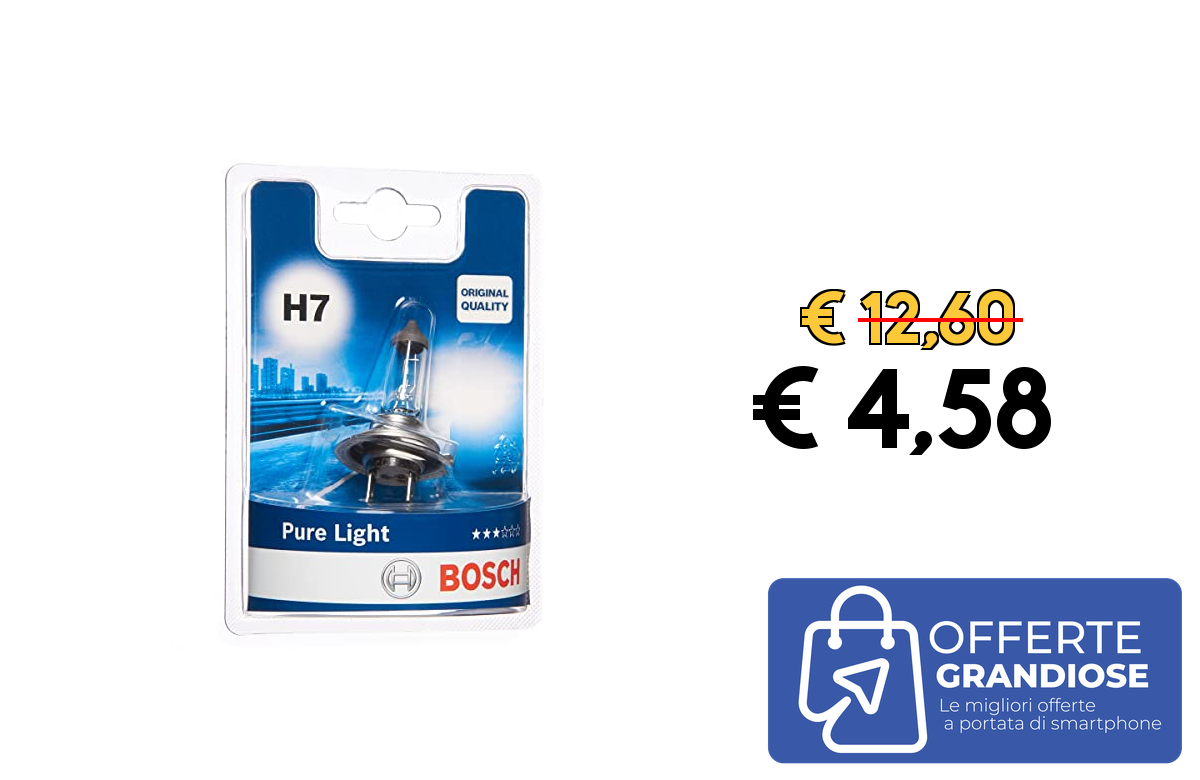 H7
ORIGINAL
QUALITY
Pure Light
BOSCH
€ 12,60
€ 4,58
OFFERTE
GRANDIOSE
Le migliori offerte
a portata di smartphone